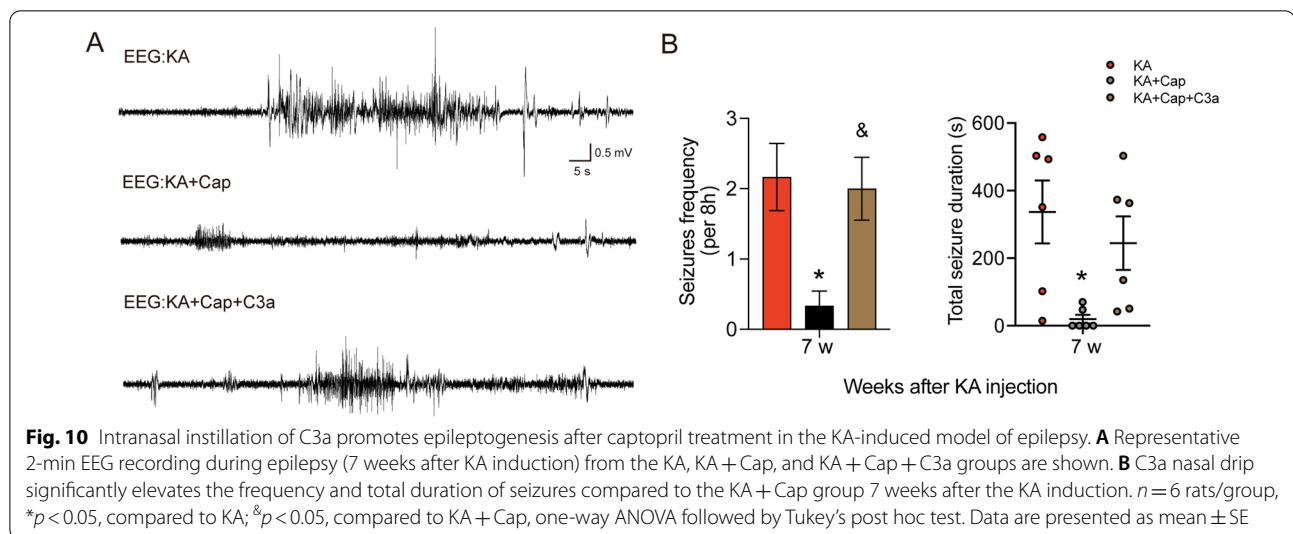 A
EEG:KA
0.5 mV
5 s
EEG:KA+Cap
EEG:KA+Cap+C3a
B
KA
KA+Cap
KA+Cap+C3a
Seizures frequency
(per 8h)
3
2
1
0
*
&
7 w
Total seizure duration (s)
600
400
200
0
*
7 w
Weeks after KA injection
Fig. 10 Intranasal instillation of C3a promotes epileptogenesis after captopril treatment in the KA-induced model of epilepsy. A Representative
2-min EEG recording during epilepsy (7 weeks after KA induction) from the KA, KA + Cap, and KA + Cap + C3a groups are shown. B C3a nasal drip
significantly elevates the frequency and total duration of seizures compared to the KA + Cap group 7 weeks after the KA induction. n = 6 rats/group,
*p < 0.05, compared to KA; &p < 0.05, compared to KA + Cap, one-way ANOVA followed by Tukey’s post hoc test. Data are presented as mean ± SE